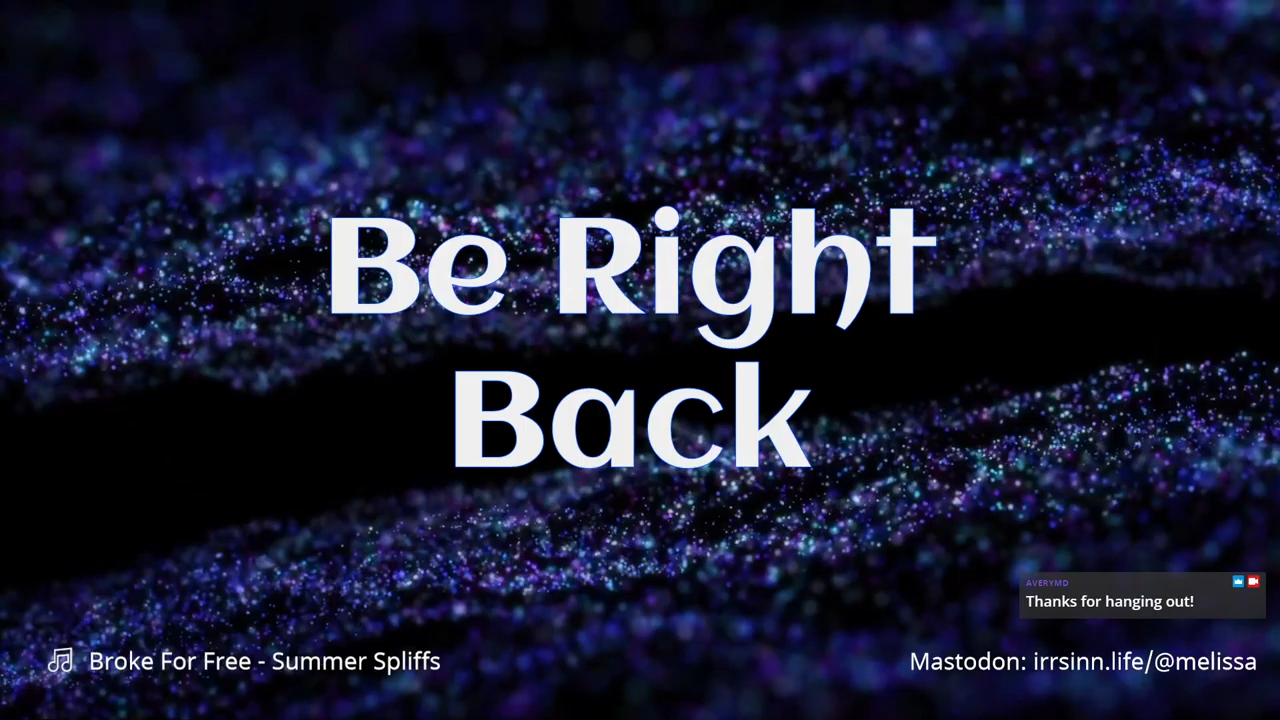 Be Right
Back
AVERYMD
Thanks for hanging out!
Broke For Free - Summer Spliffs
Mastodon: irrsinn.life/@melissa